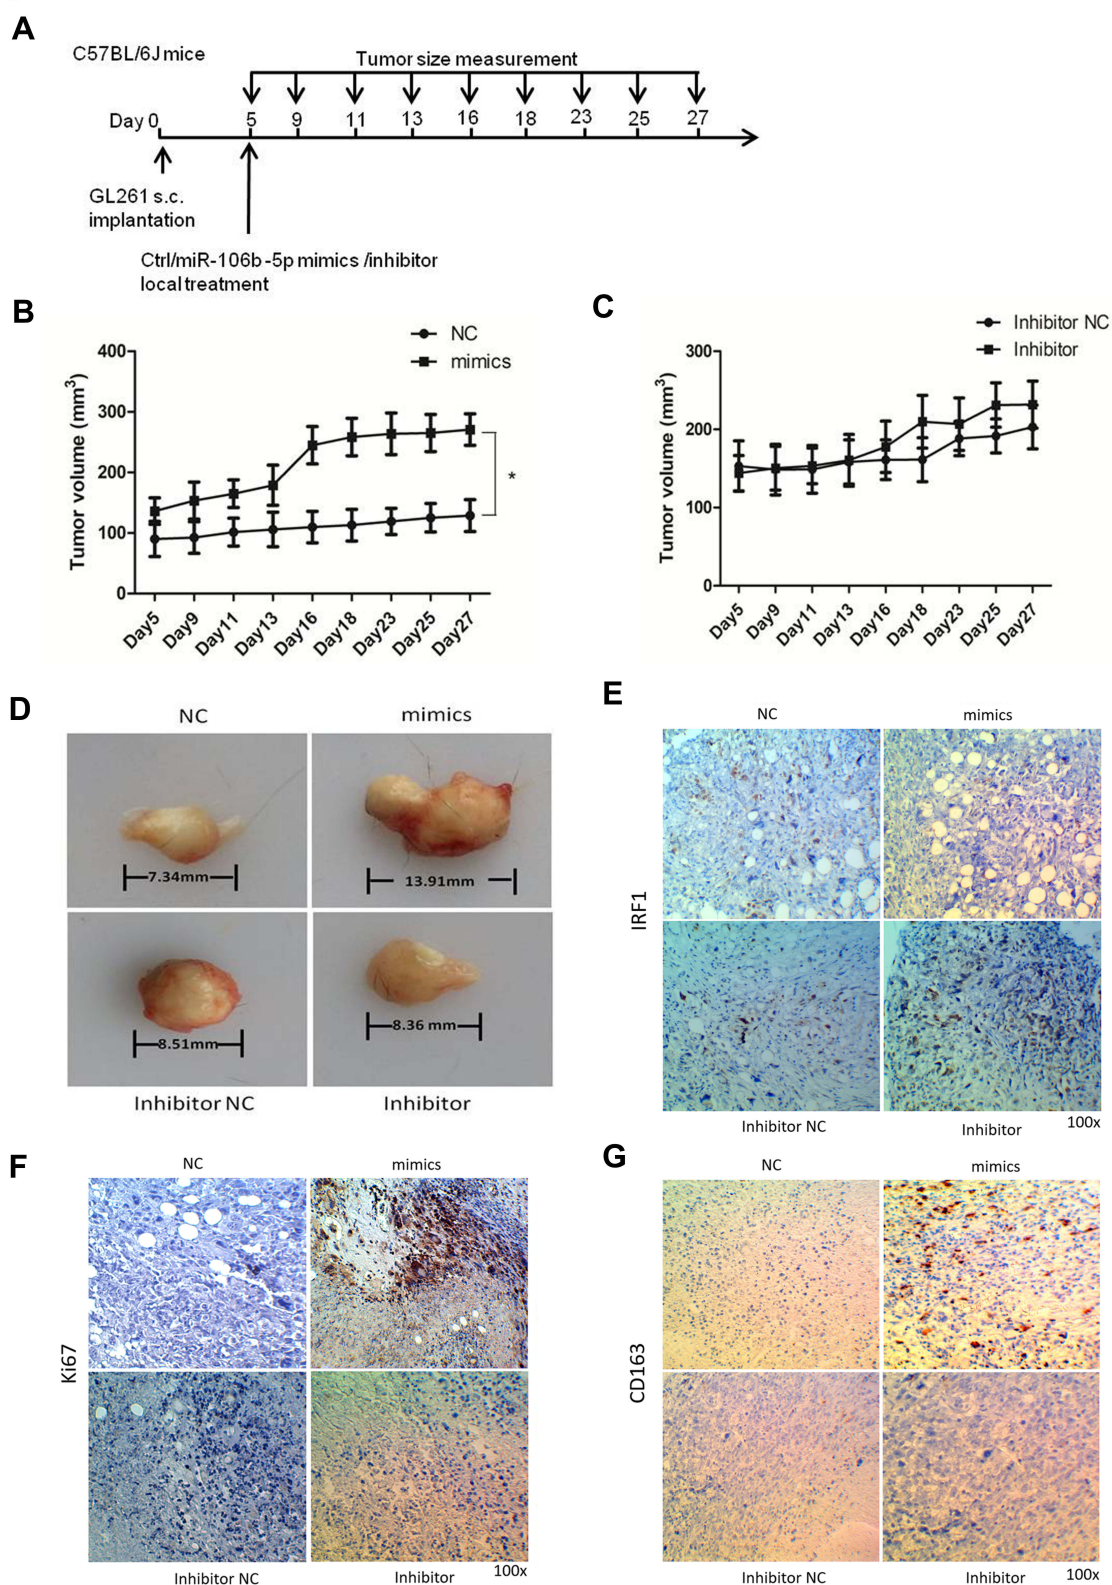 A
C57BL/6J mice
Tumor size measurement
Day 0
5 9 11 13 16 18 23 25 27
GL261 s.c.
implantation
Ctrl/miR-106b-5p mimics /inhibitor
local treatment
B
NC
mimics
Tumor volume (mm3)
400
300
200
100
0
*
Day5 Day9 Day11 Day13 Day16 Day18 Day23 Day25 Day27
C
Inhibitor NC
Inhibitor
Tumor volume (mm3)
300
200
100
0
Day5 Day9 Day11 Day13 Day16 Day18 Day23 Day25 Day27
D
NC
mimics
7.34mm
13.91mm
8.51mm
8.36 mm
Inhibitor NC
Inhibitor
E
NC
mimics
IRF1
Inhibitor NC
Inhibitor
100x
F
NC
mimics
Ki67
Inhibitor NC
Inhibitor
100x
G
NC
mimics
CD163
Inhibitor NC
Inhibitor
100x